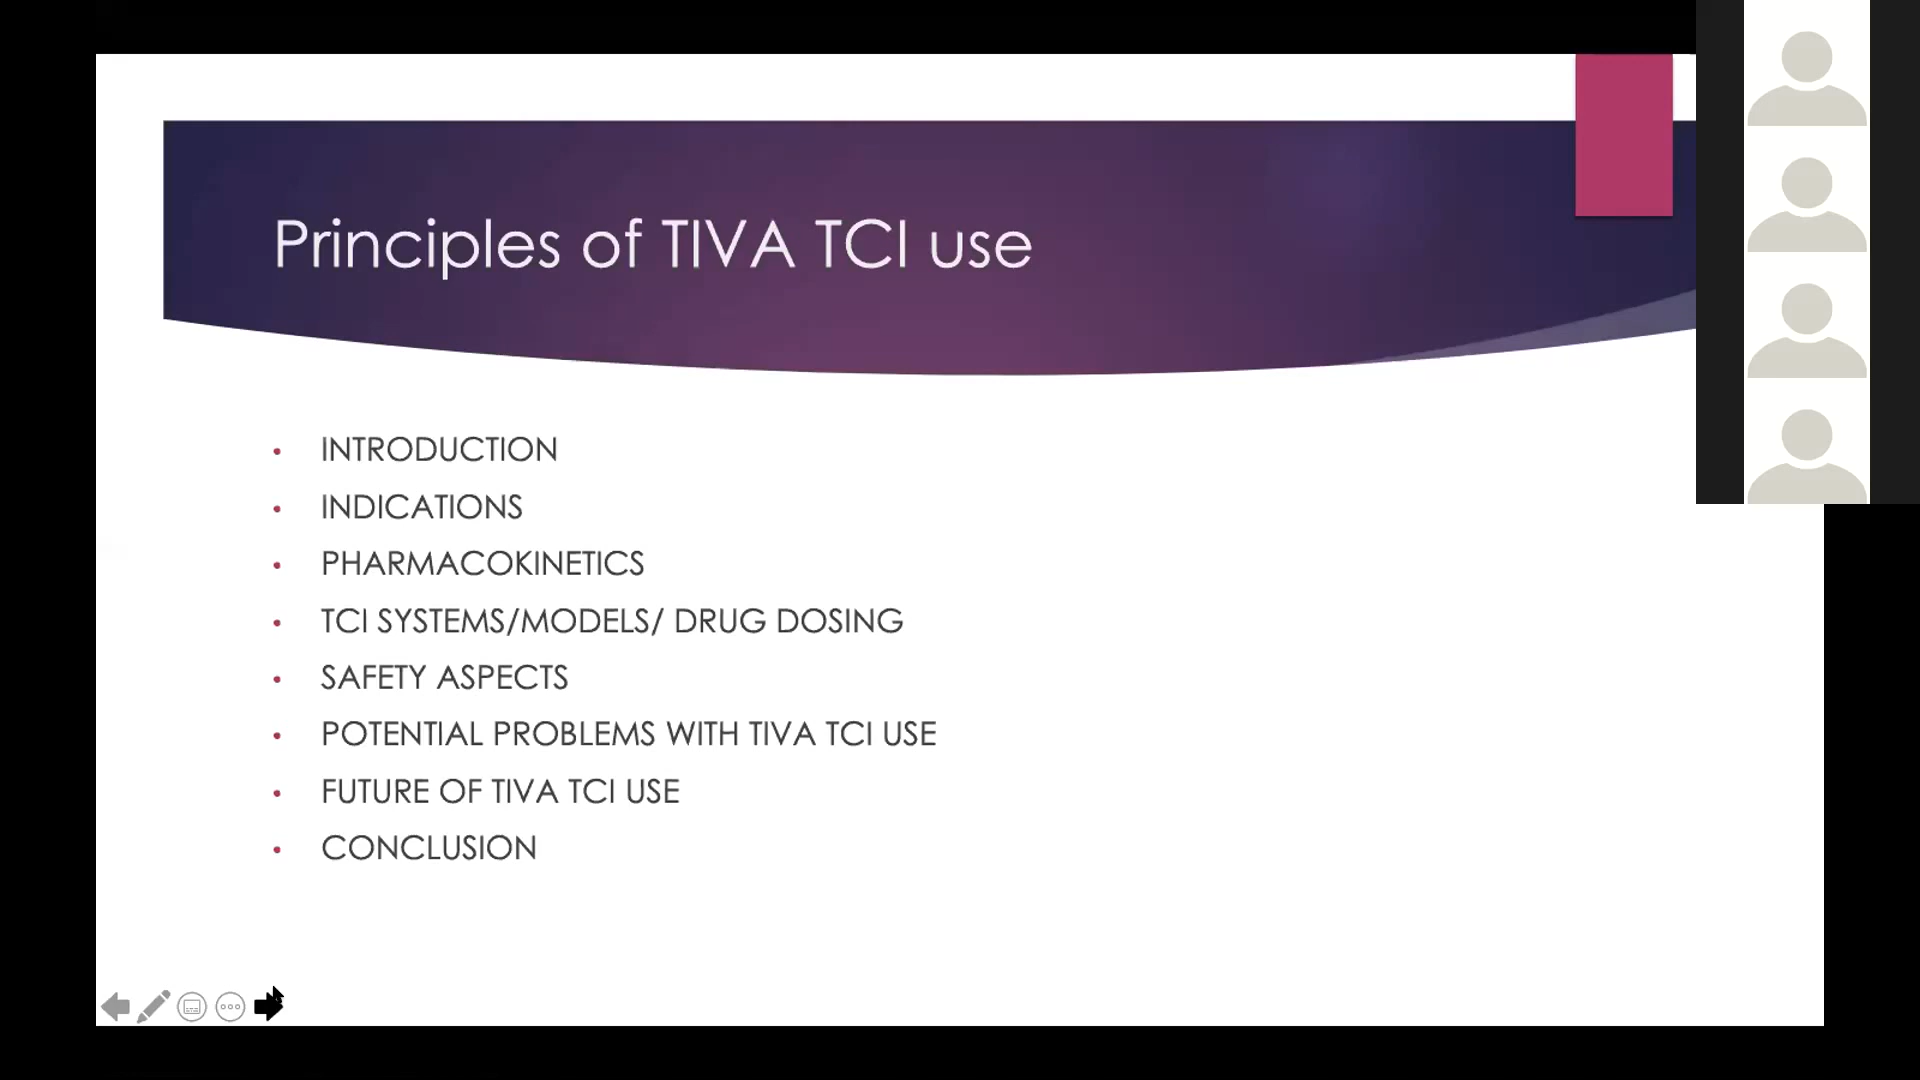 Principles of TIVA TCI use
• INTRODUCTION
• INDICATIONS
• PHARMACOKINETICS
• TCI SYSTEMS/MODELS/ DRUG DOSING
• SAFETY ASPECTS
• POTENTIAL PROBLEMS WITH TIVA TCI USE
• FUTURE OF TIVA TCI USE
• CONCLUSION